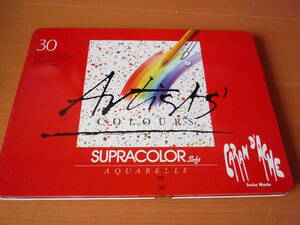 30
Artists'
COLOURS
SUPRACOLOR Soft
AQUARELLE
CARAN D'ACHE
Swiss Made